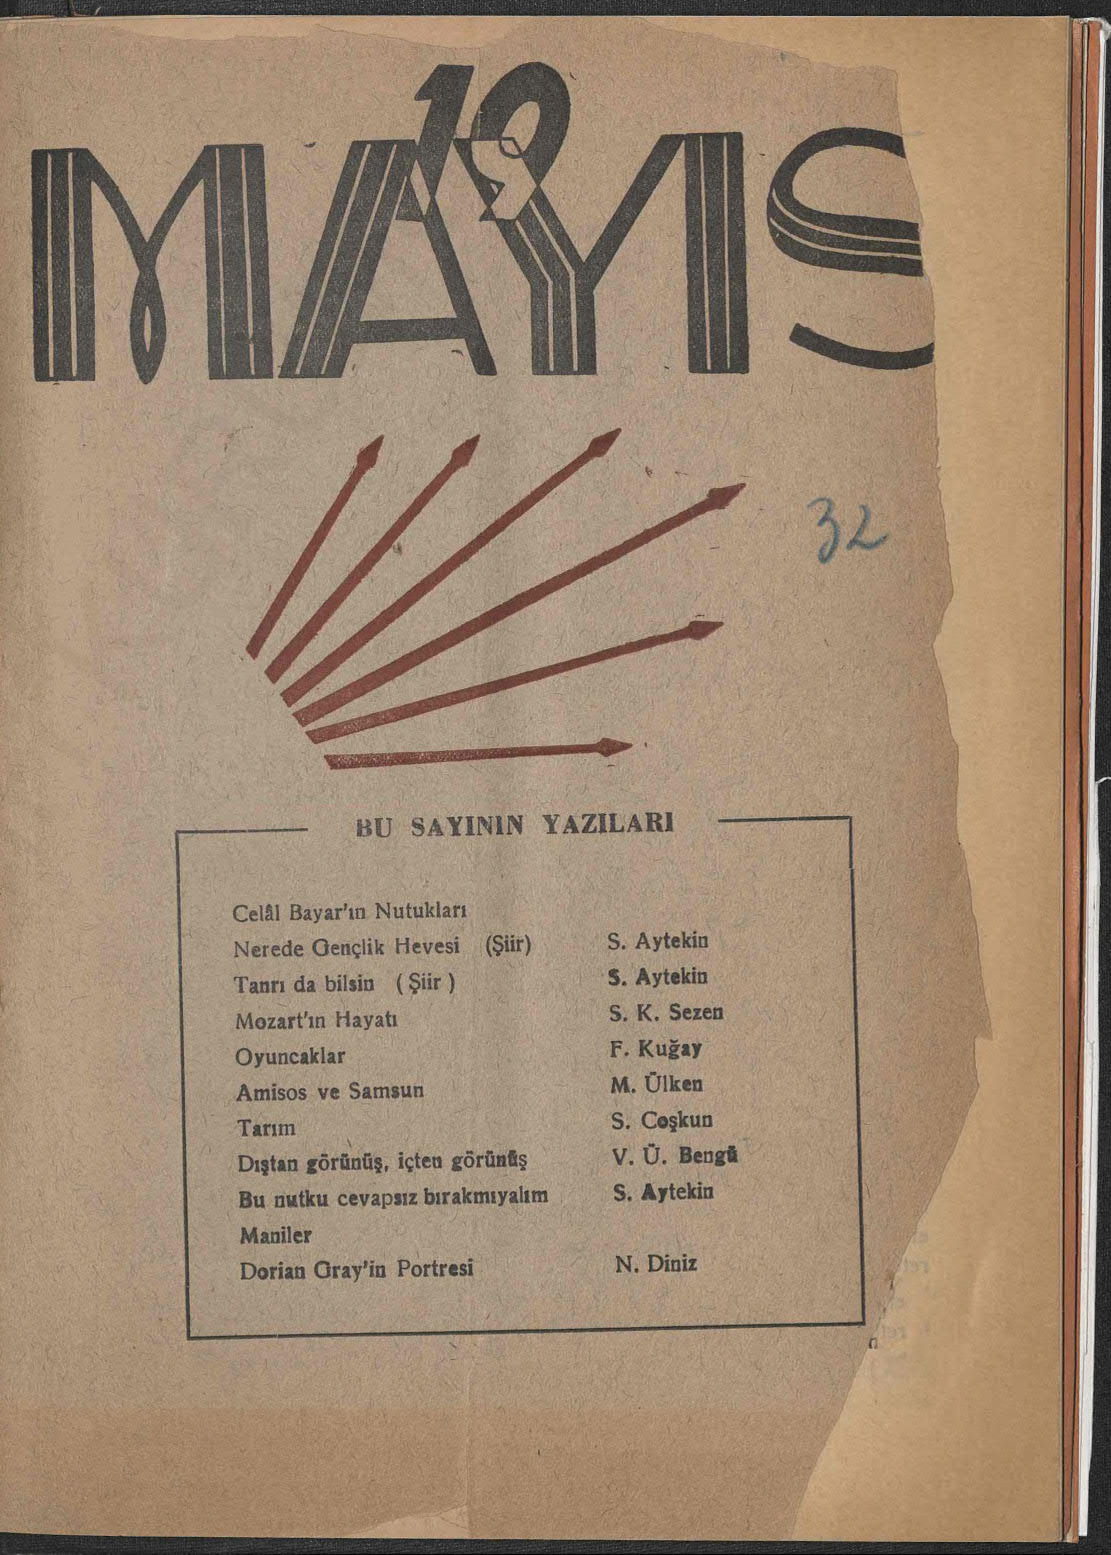 19
MAYIS
32
BU SAYININ YAZILARI
Celâl Bayar'ın Nutukları
Nerede Gençlik Hevesi (Şiir) S. Aytekin
Tanrı da bilsin ( Şiir ) S. Aytekin
Mozart'ın Hayatı S. K. Sezen
Oyuncaklar F. Kuğay
Amisos ve Samsun M. Ülken
Tarım S. Coşkun
Dıştan görünüş, içten görünüş V. Ü. Bengü
Bu nutku cevapsız bırakmıyalım S. Aytekin
Maniler
Dorian Gray'in Portresi N. Diniz